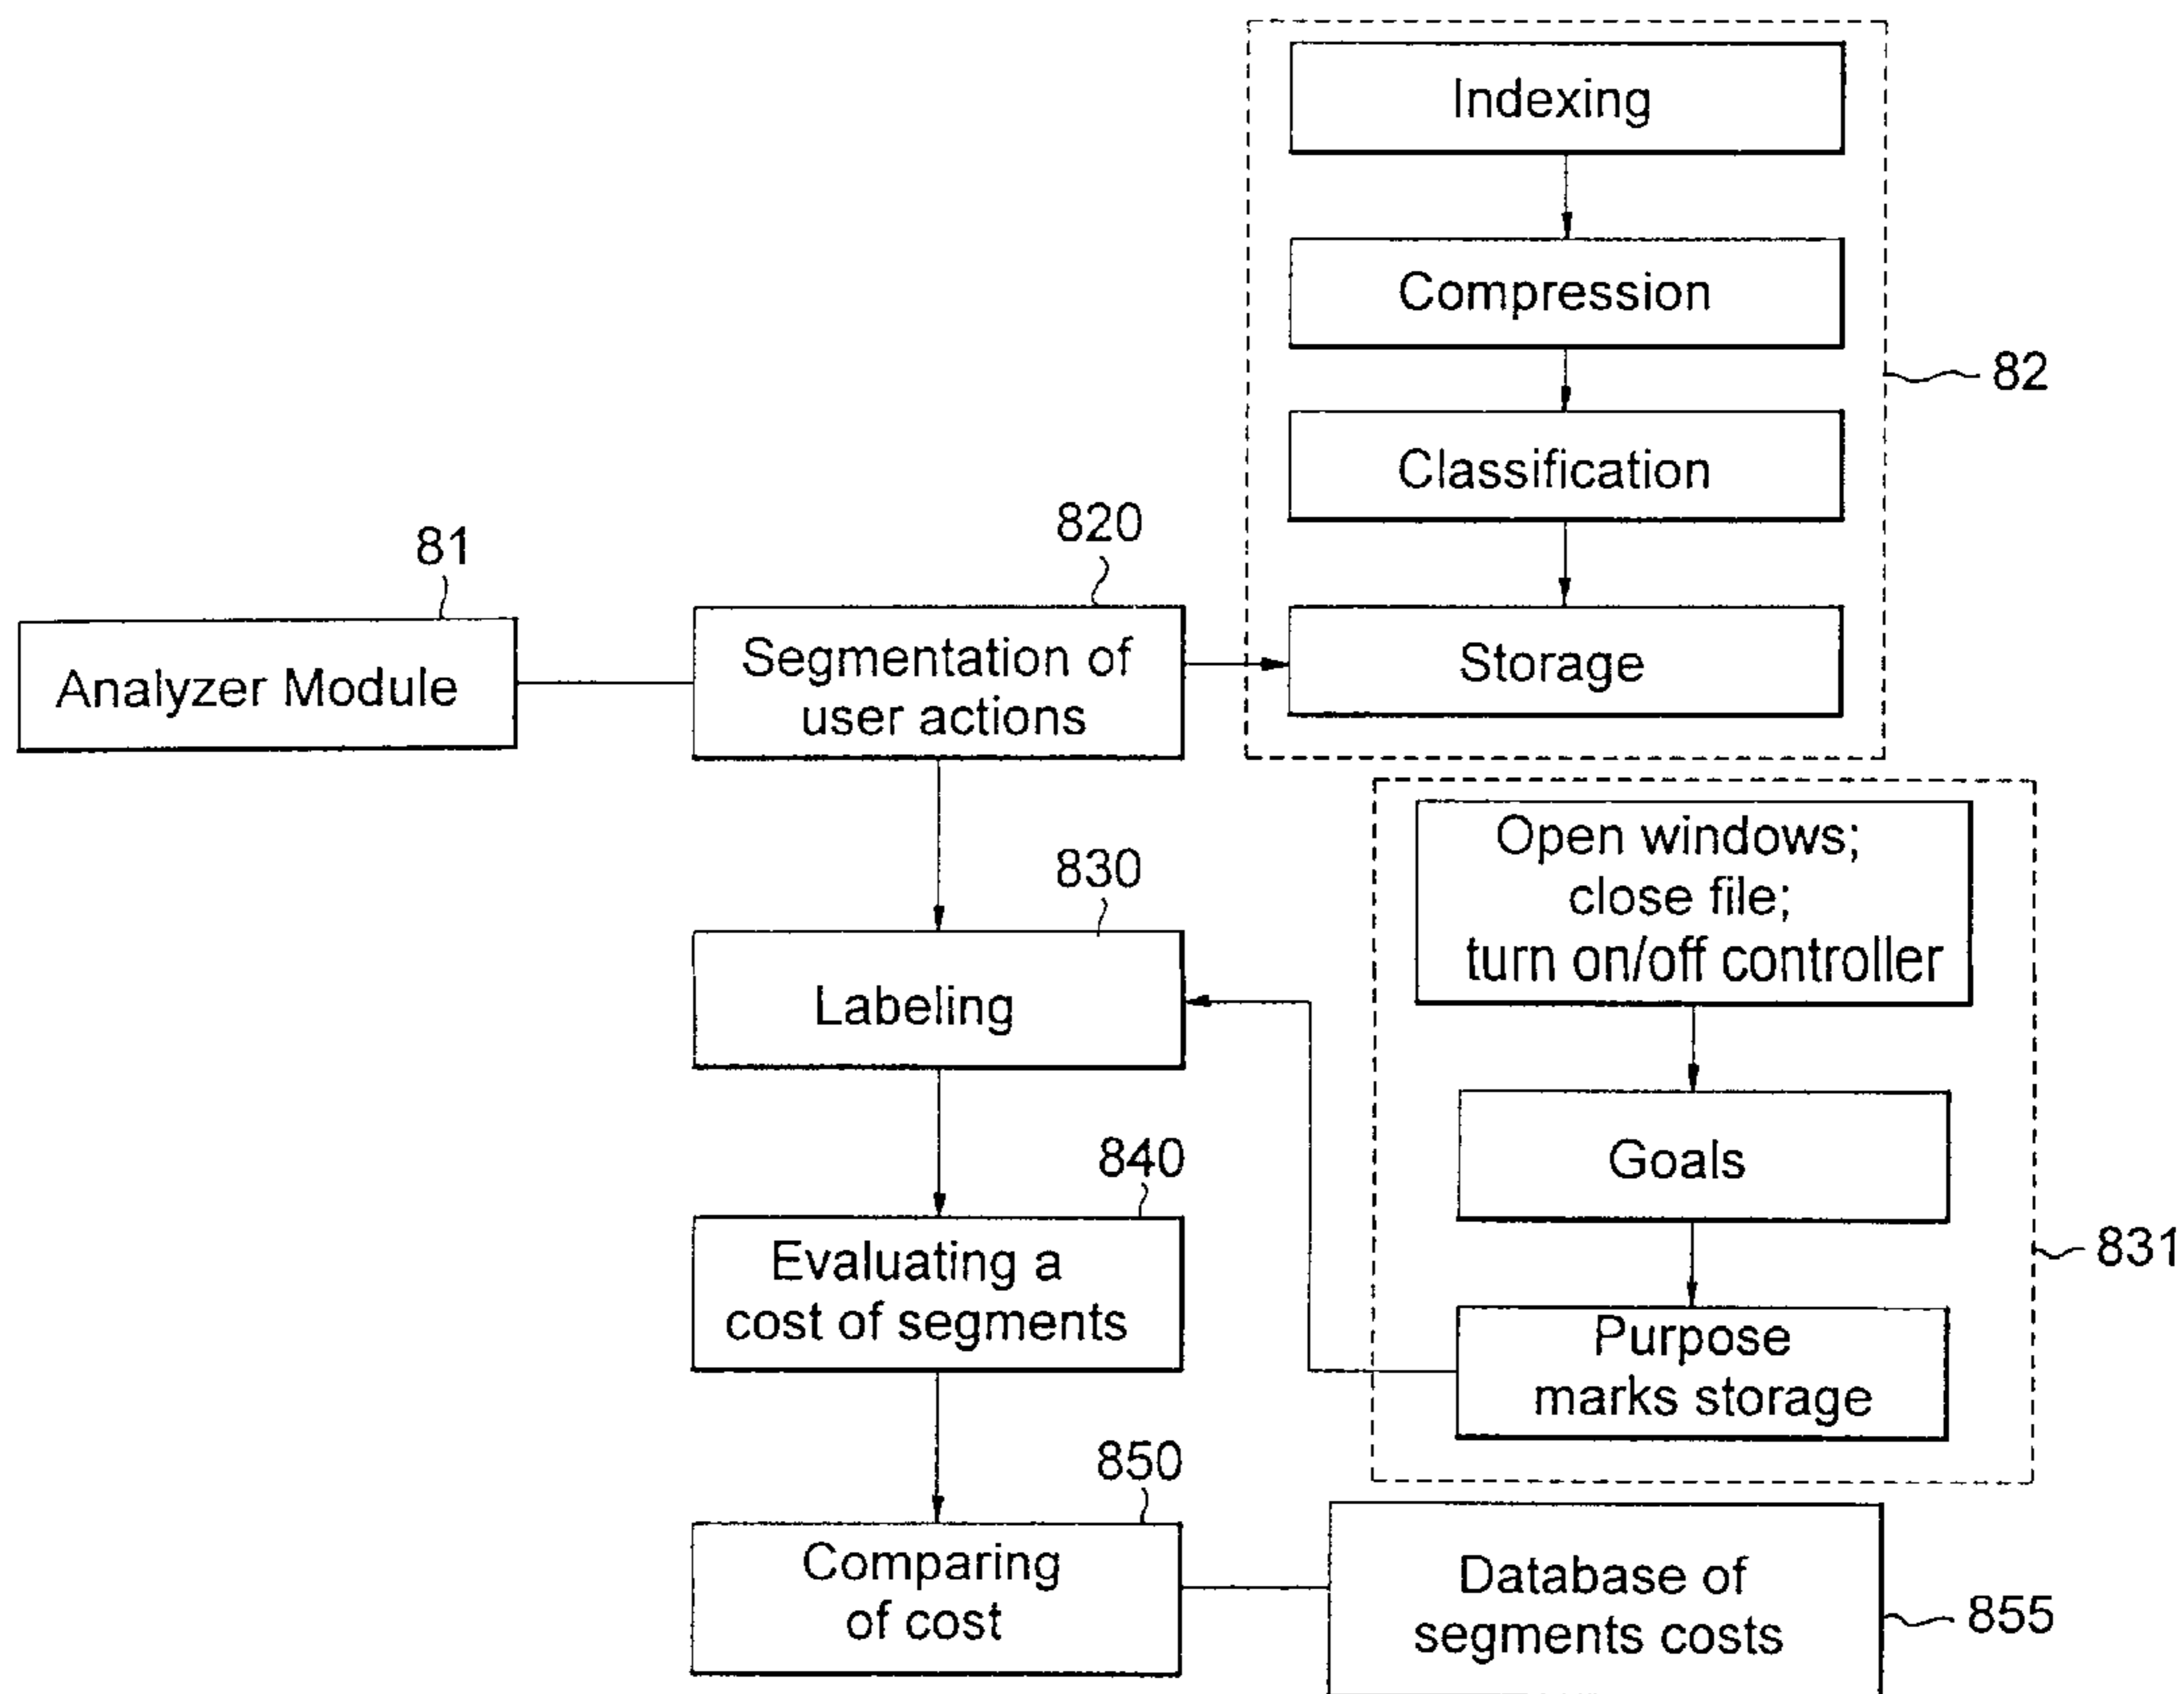 Indexing
Compression
82
Classification
81
820
Analyzer Module
Segmentation of
user actions
Storage
Open windows;
close file;
turn on/off controller
830
Labeling
Goals
831
840
Evaluating a
cost of segments
Purpose
marks storage
850
Comparing
of cost
Database of
segments costs
855